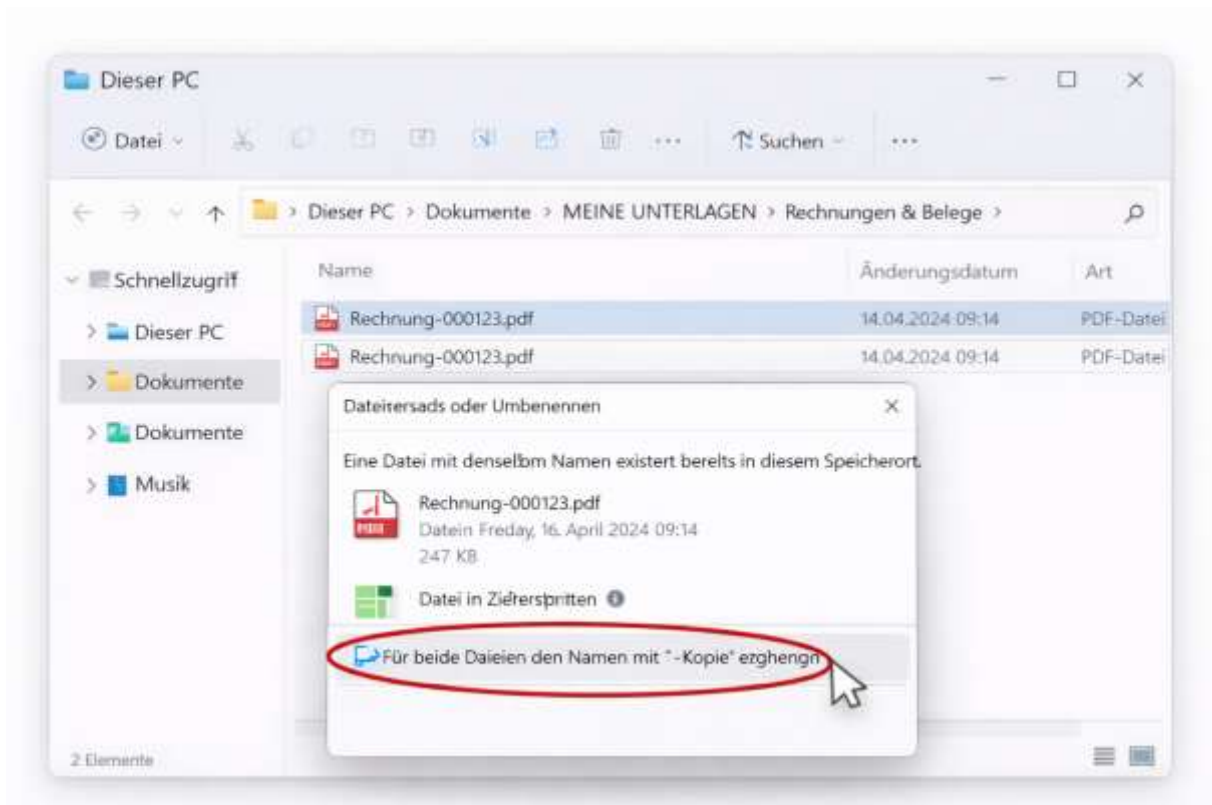 Dieser PC
Datei
Suchen
Dieser PC > Dokumente > MEINE UNTERLAGEN > Rechnungen & Belege >
Schnellzugrif
Dieser PC
Dokumente
Dokumente
Musik
Name Änderungsdatum Art
Rechnung-000123.pdf 14.04.2024 09:14 PDF-Datei
Rechnung-000123.pdf 14.04.2024 09:14 PDF-Datei
Dateitersads oder Umbenennen
Eine Datei mit denselbm Namen existert berelts in diesem Speicherort.
Rechnung-000123.pdf
Datein Freday, 16. April 2024 09:14
247 KB
Datei in
Für beide Daieien den Namen mit "-Kopie" ezghengn
2 Elemente